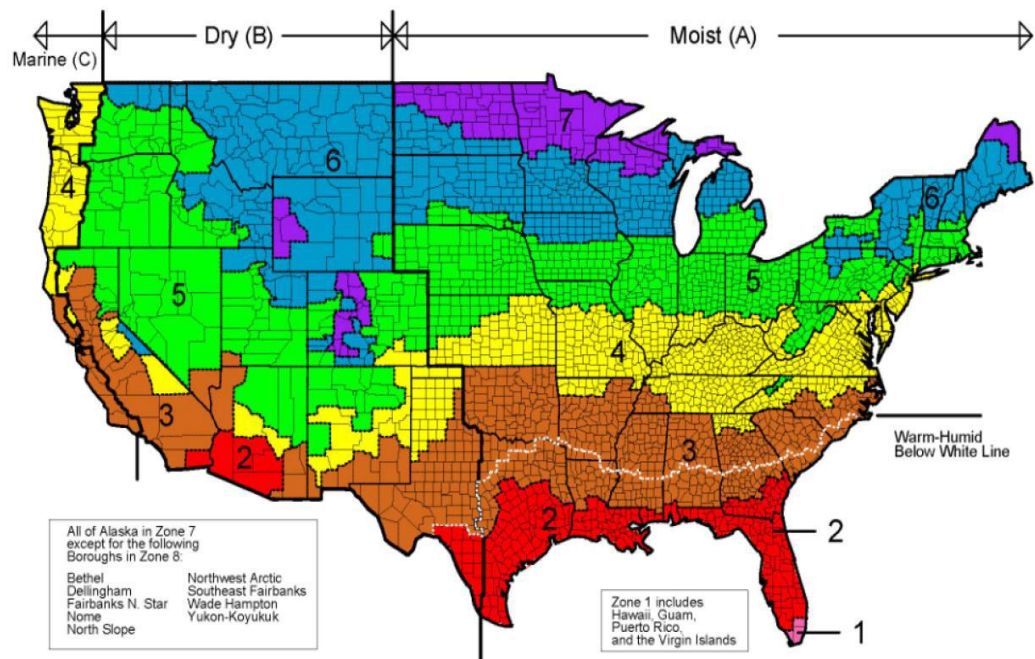 Marine (C)
Dry (B)
Moist (A)
7
6
6
4
5
5
4
3
3
2
2
2
1
Warm-Humid
Below White Line
All of Alaska in Zone 7
except for the following
Boroughs in Zone 8:
Bethel
Dellingham
Fairbanks N. Star
Nome
North Slope
Northwest Arctic
Southeast Fairbanks
Wade Hampton
Yukon-Koyukuk
Zone 1 includes
Hawaii, Guam,
Puerto Rico,
and the Virgin Islands